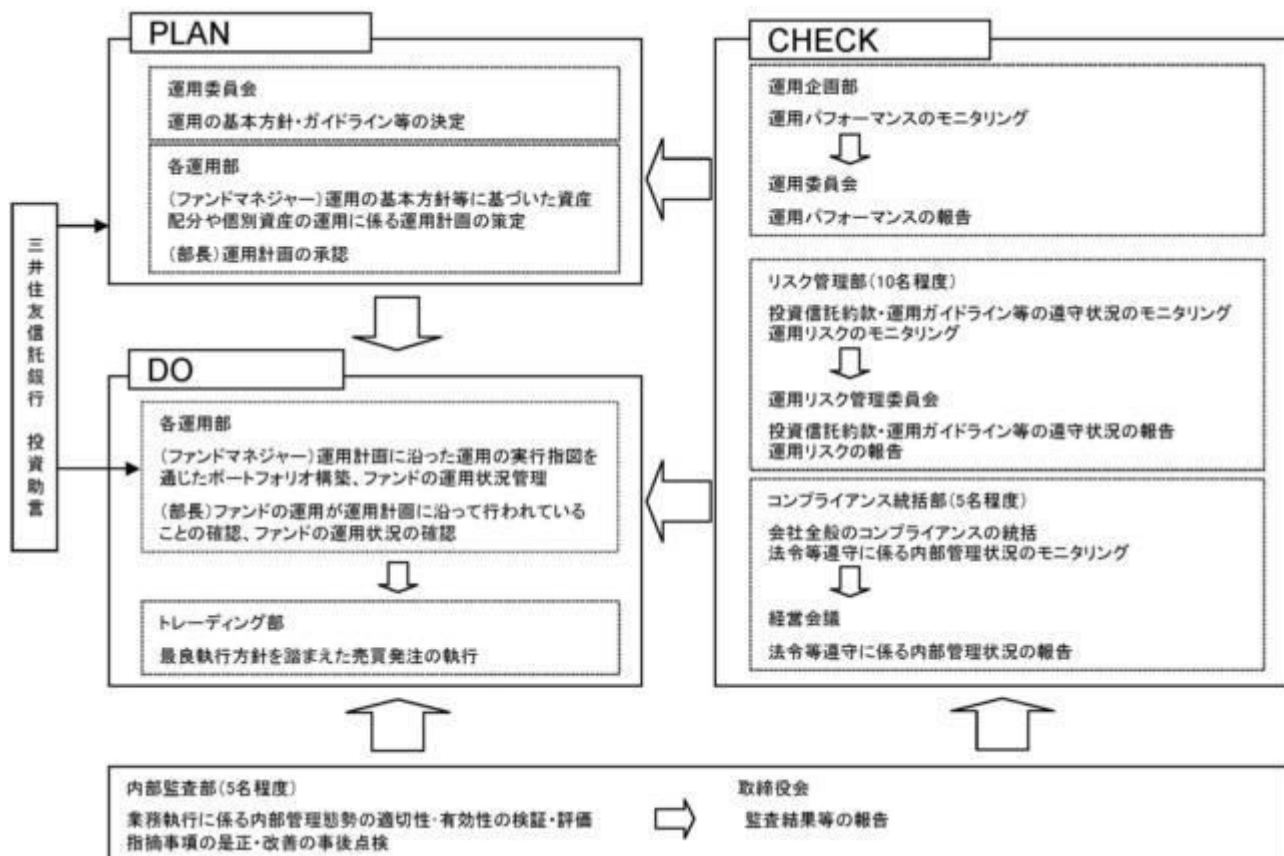 PLAN
運用委員会
運用の基本方針・ガイドライン等の決定
各運用部
(ファンドマネジャー)運用の基本方針等に基づいた資産
配分や個別資産の運用に係る運用計画の策定
(部長)運用計画の承認
三井住友信託銀行 投資助言
DO
各運用部
(ファンドマネジャー)運用計画に沿った運用の実行指図を
通じたポートフォリオ構築、ファンドの運用状況管理
(部長)ファンドの運用が運用計画に沿って行われている
ことの確認、ファンドの運用状況の確認
トレーディング部
最良執行方針を踏まえた売買発注の執行
CHECK
運用企画部
運用パフォーマンスのモニタリング
運用委員会
運用パフォーマンスの報告
リスク管理部(10名程度)
投資信託約款・運用ガイドライン等の遵守状況のモニタリング
運用リスクのモニタリング
運用リスク管理委員会
投資信託約款・運用ガイドライン等の遵守状況の報告
運用リスクの報告
コンプライアンス統括部(5名程度)
会社全般のコンプライアンスの統括
法令等遵守に係る内部管理状況のモニタリング
経営会議
法令等遵守に係る内部管理状況の報告
内部監査部(5名程度)
業務執行に係る内部管理態勢の適切性・有効性の検証・評価
指摘事項の是正・改善の事後点検
取締役会
監査結果等の報告